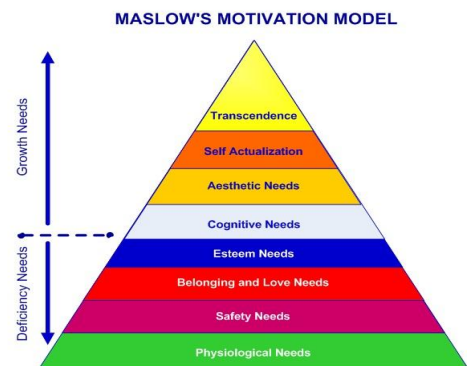 MASLOW'S MOTIVATION MODEL
Growth Needs
Deficiency Needs
Transcendence
Self Actualization
Aesthetic Needs
Cognitive Needs
Esteem Needs
Belonging and Love Needs
Safety Needs
Physiological Needs